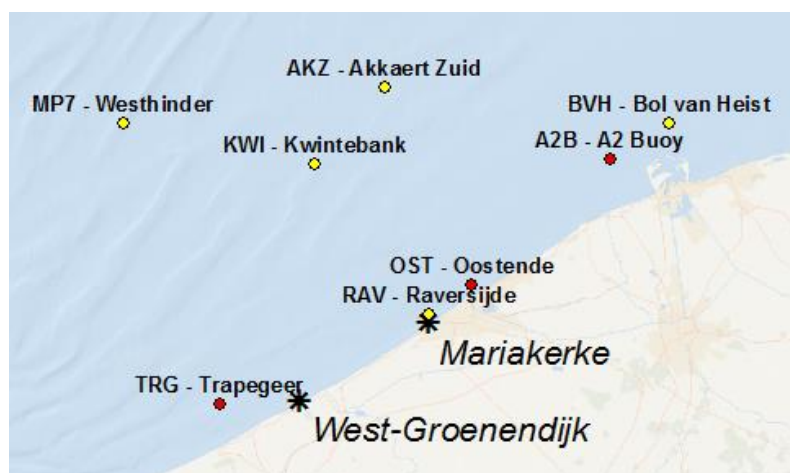 AKZ - Akkaert Zuid
MP7 - Westhinder
BVH - Bol van Heist
KWI - Kwintebank
A2B - A2 Buoy
OST - Oostende
RAV - Raversijde
Mariakerke
TRG - Trapegeer
West-Groenendijk